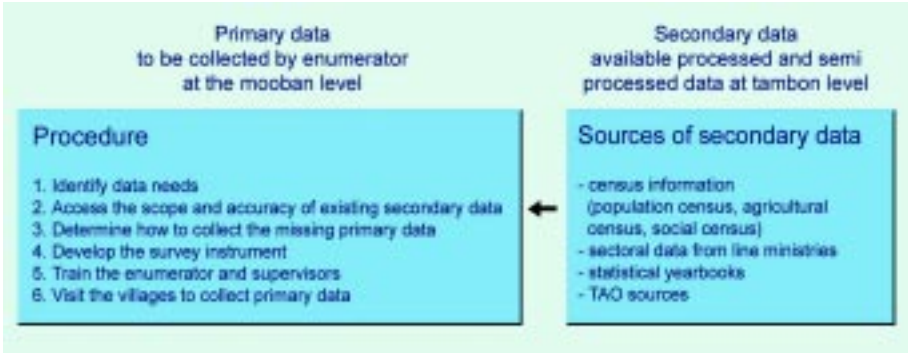 Primary data
to be collected by enumerator
at the mooban level
Procedure
1. Identify data needs
2. Access the scope and accuracy of existing secondary data
3. Determine how to collect the missing primary data
4. Develop the survey instrument
5. Train the enumerator and supervisors
6. Visit the villages to collect primary data
Secondary data
available processed and semi
processed data at tambon level
Sources of secondary data
- census information
(population census, agricultural
census, social census)
- sectoral data from line ministries
- statistical yearbooks
- TAO sources